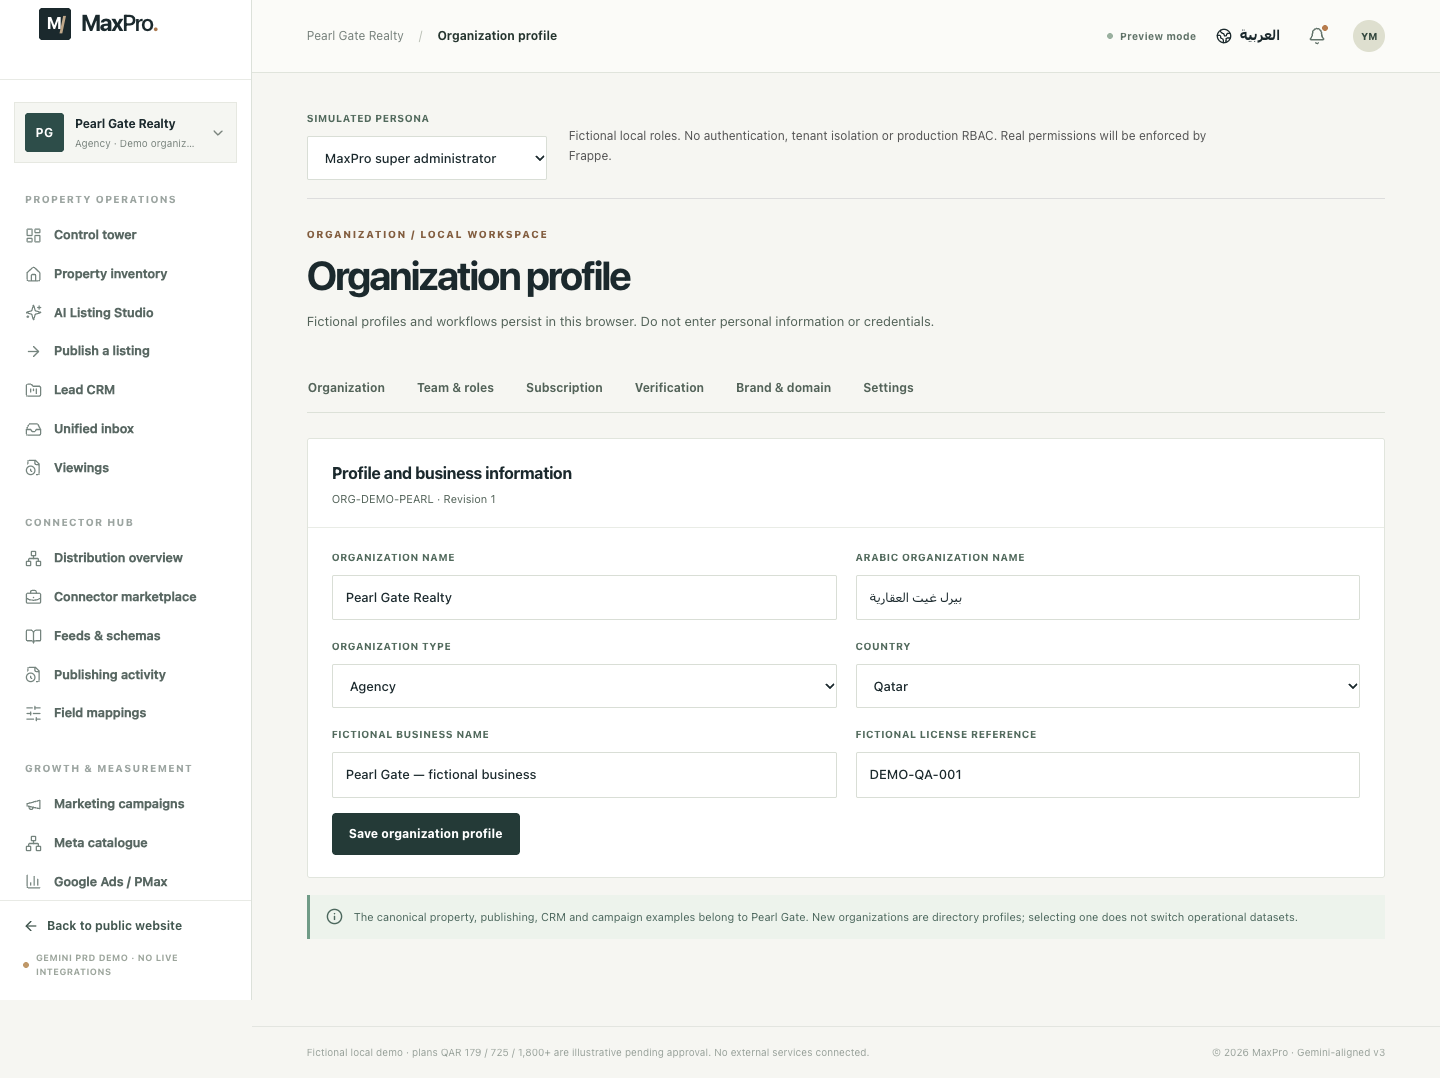 M/ MaxPro.
Pearl Gate Realty / Organization profile
Preview mode
العربية
YM
PG
Pearl Gate Realty
Agency · Demo organiz...
PROPERTY OPERATIONS
Control tower
Property inventory
AI Listing Studio
Publish a listing
Lead CRM
Unified inbox
Viewings
CONNECTOR HUB
Distribution overview
Connector marketplace
Feeds & schemas
Publishing activity
Field mappings
GROWTH & MEASUREMENT
Marketing campaigns
Meta catalogue
Google Ads / PMax
Back to public website
GEMINI PRD DEMO · NO LIVE
INTEGRATIONS
SIMULATED PERSONA
MaxPro super administrator
Fictional local roles. No authentication, tenant isolation or production RBAC. Real permissions will be enforced by
Frappe.
ORGANIZATION / LOCAL WORKSPACE
Organization profile
Fictional profiles and workflows persist in this browser. Do not enter personal information or credentials.
Organization Team & roles Subscription Verification Brand & domain Settings
Profile and business information
ORG-DEMO-PEARL · Revision 1
ORGANIZATION NAME
Pearl Gate Realty
ARABIC ORGANIZATION NAME
بيرل غيت العقارية
ORGANIZATION TYPE
Agency
COUNTRY
Qatar
FICTIONAL BUSINESS NAME
Pearl Gate — fictional business
FICTIONAL LICENSE REFERENCE
DEMO-QA-001
Save organization profile
The canonical property, publishing, CRM and campaign examples belong to Pearl Gate. New organizations are directory profiles; selecting one does not switch operational datasets.
Fictional local demo · plans QAR 179 / 725 / 1,800+ are illustrative pending approval. No external services connected.
© 2026 MaxPro · Gemini-aligned v3